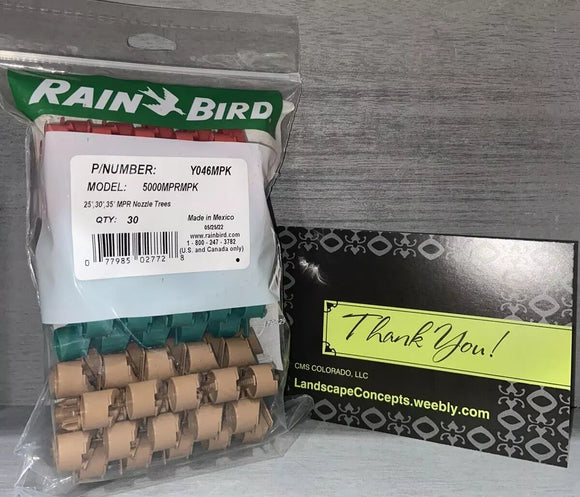 RAIN BIRD
P/NUMBER: Y046MPK
MODEL: 5000MPRMPK
25',30',35' MPR Nozzle Trees
QTY: 30
Made in Mexico
05/25/22
www.rainbird.com
1 - 800 - 247 - 3782
(U.S. and Canada only)
0 77985 02772 8
Thank You!
CMS COLORADO, LLC
LandscapeConcepts.weebly.com